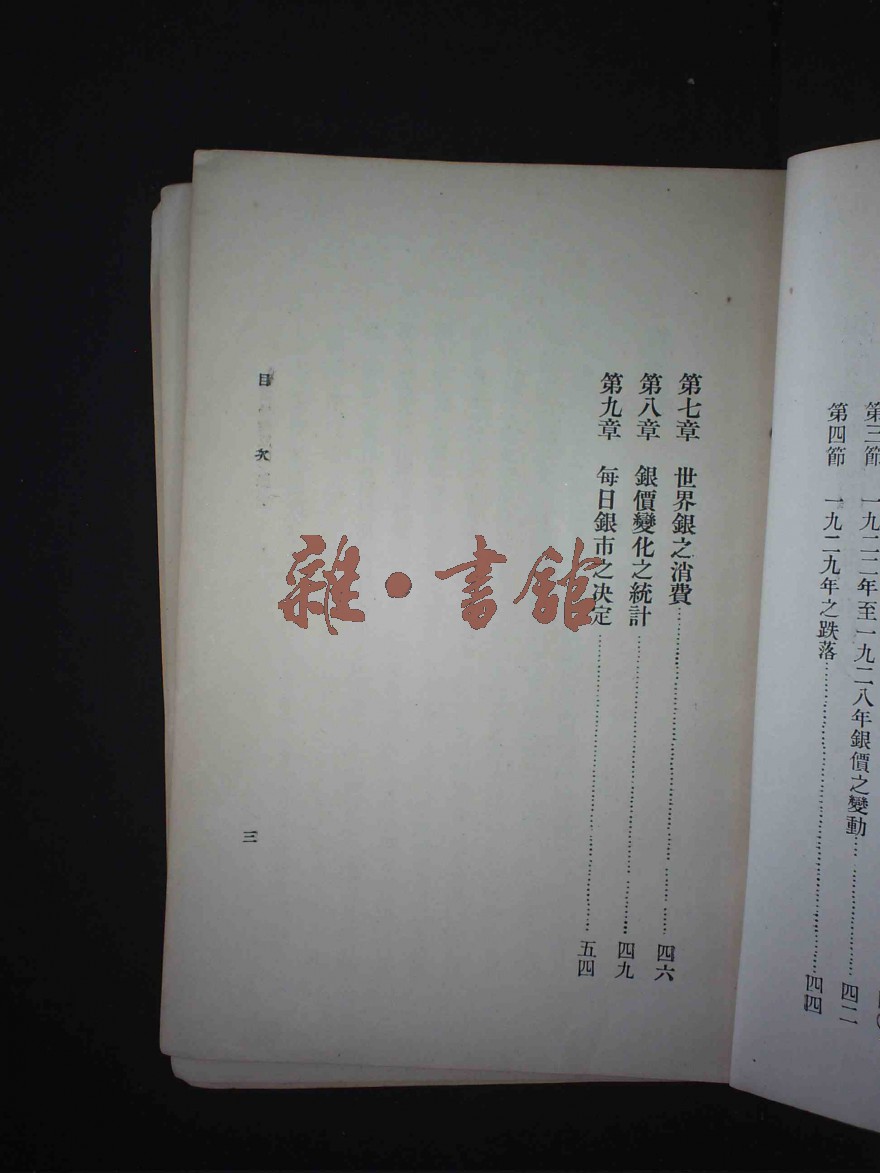 第三節　一九二二年至一九二八年銀價之變動……四二
第四節　一九二九年之跌落……四四
第七章　世界銀之消費……四六
第八章　銀價變化之統計……四九
第九章　每日銀市之決定……五四
目　次
三
雜·書館